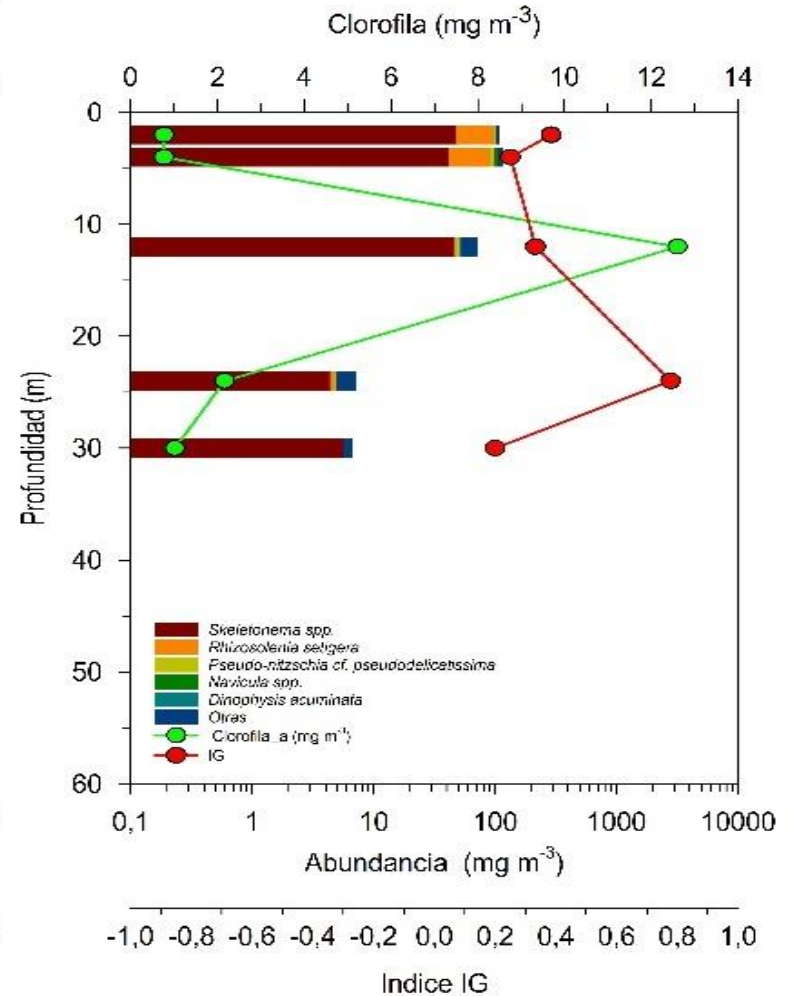 Clorofila (mg m-3)
0 2 4 6 8 10 12 14
0
10
20
30
40
50
60
Profundidad (m)
Skeletonema spp.
Rhizosolenia setigera
Pseudo-nitzschia cf. pseudodelicatissima
Navicula spp.
Dinophysis acuminata
Otras
Clorofila_a (mg m-3)
IG
0,1 1 10 100 1000 10000
Abundancia (mg m-3)
-1,0 -0,8 -0,6 -0,4 -0,2 0,0 0,2 0,4 0,6 0,8 1,0
Indice IG